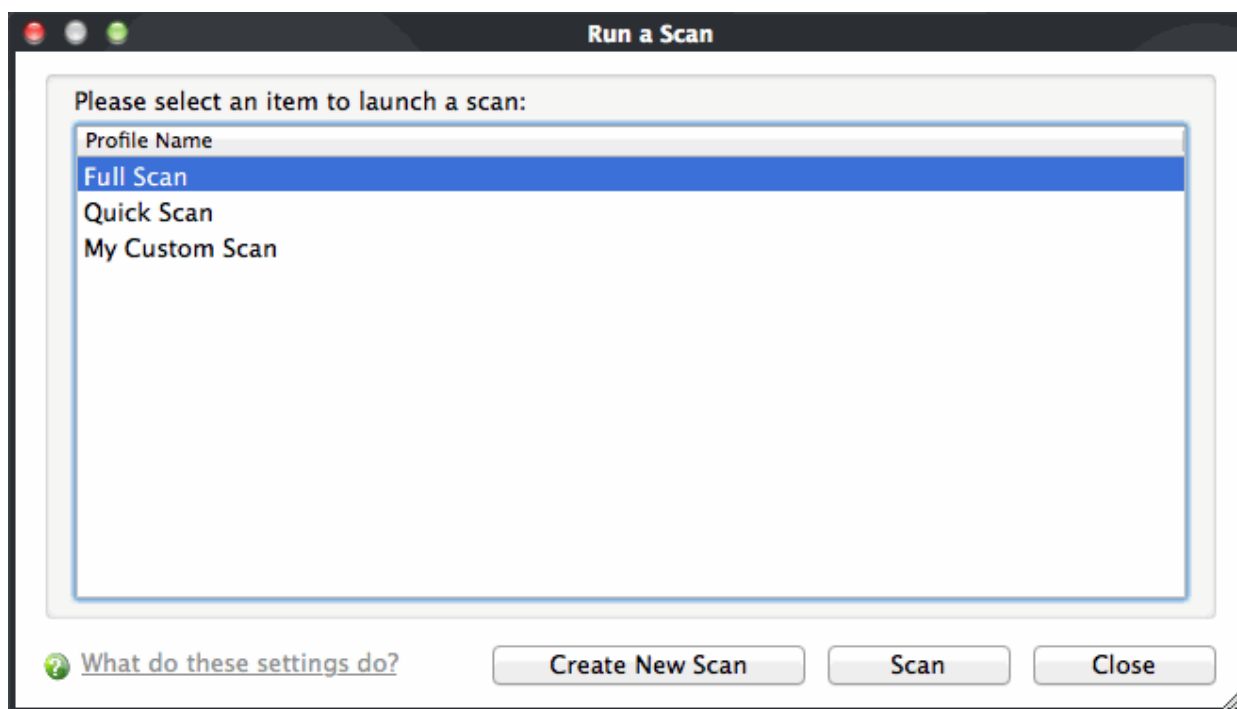 Run a Scan
Please select an item to launch a scan:
Profile Name
Full Scan
Quick Scan
My Custom Scan
? What do these settings do? Create New Scan Scan Close